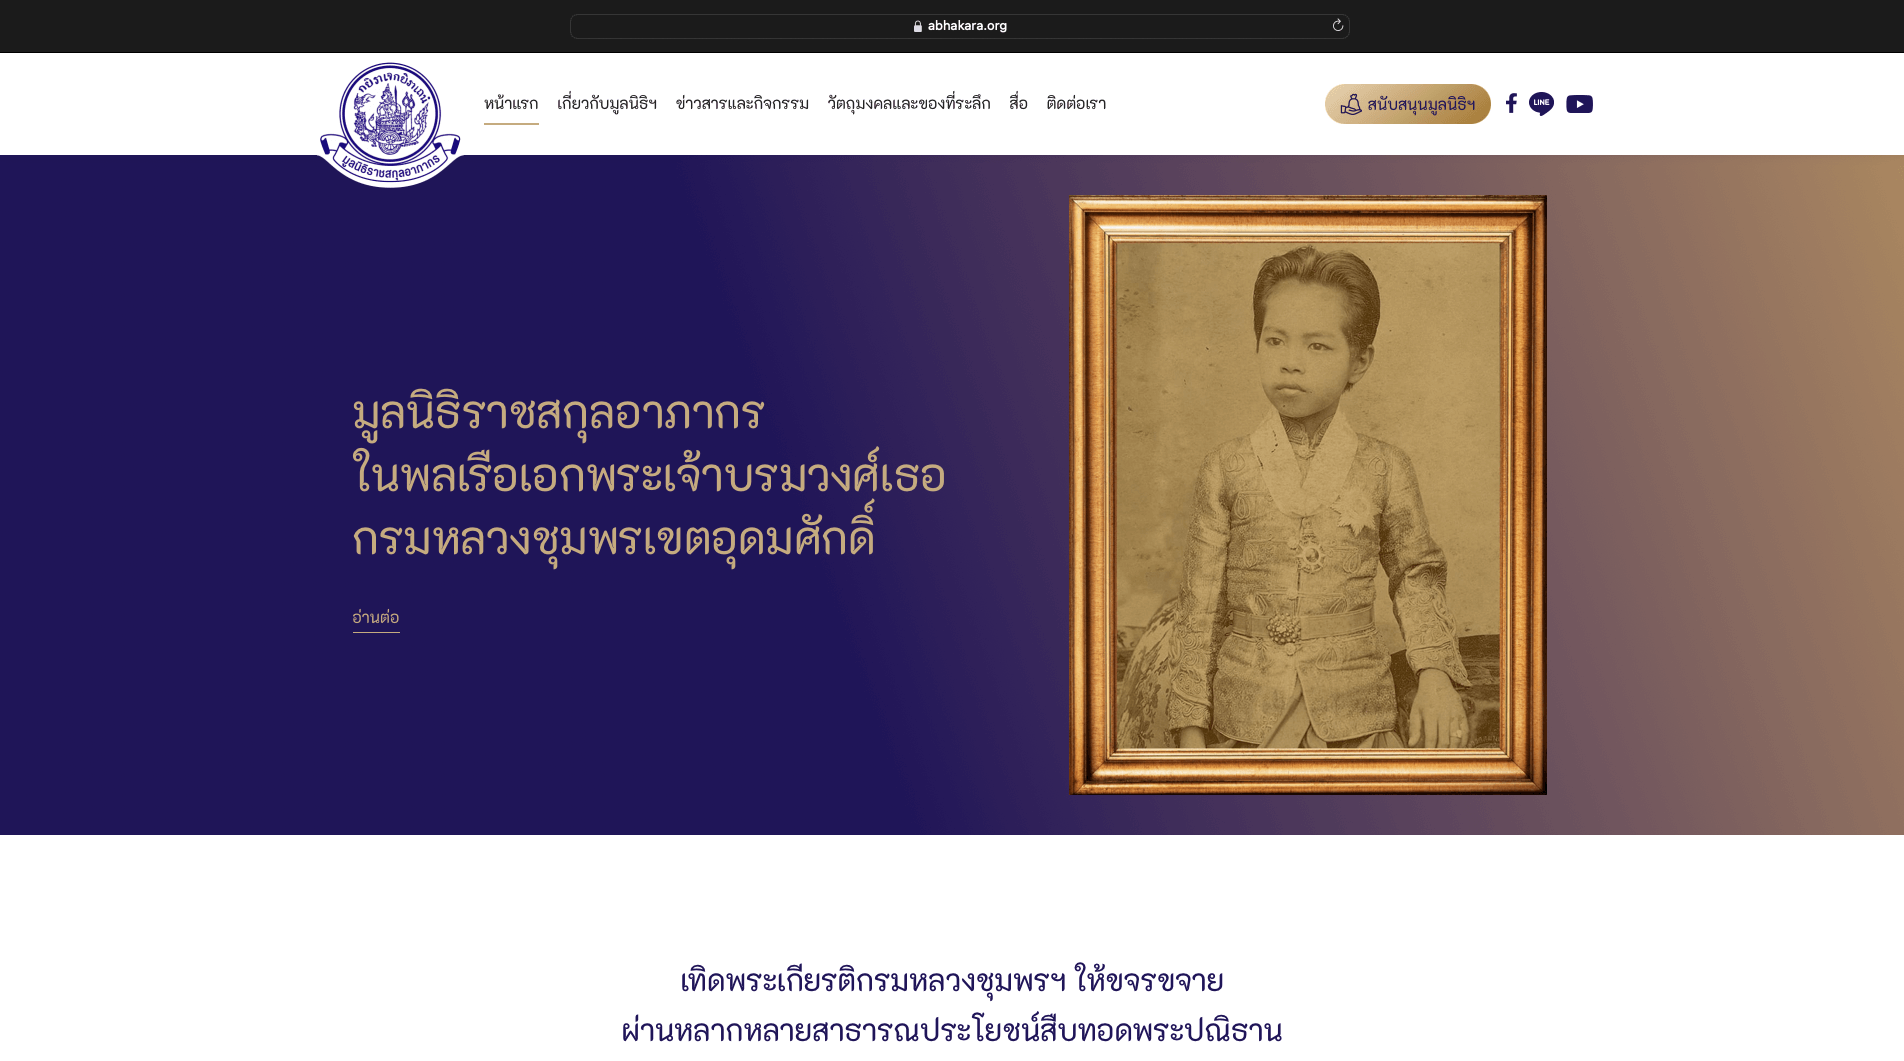 abhakara.org
มูลนิธิราชสกุลอาภากร
หน้าแรก
เกี่ยวกับมูลนิธิฯ
ข่าวสารและกิจกรรม
วัตถุมงคลและของที่ระลึก
สื่อ
ติดต่อเรา
สนับสนุนมูลนิธิฯ
LINE
มูลนิธิราชสกุลอาภากร
ในพลเรือเอกพระเจ้าบรมวงศ์เธอ
กรมหลวงชุมพรเขตอุดมศักดิ์
อ่านต่อ
เทิดพระเกียรติกรมหลวงชุมพรฯ ให้ขจรขจาย
ผ่านหลากหลายสาธารณประโยชน์สืบทอดพระปณิธาน